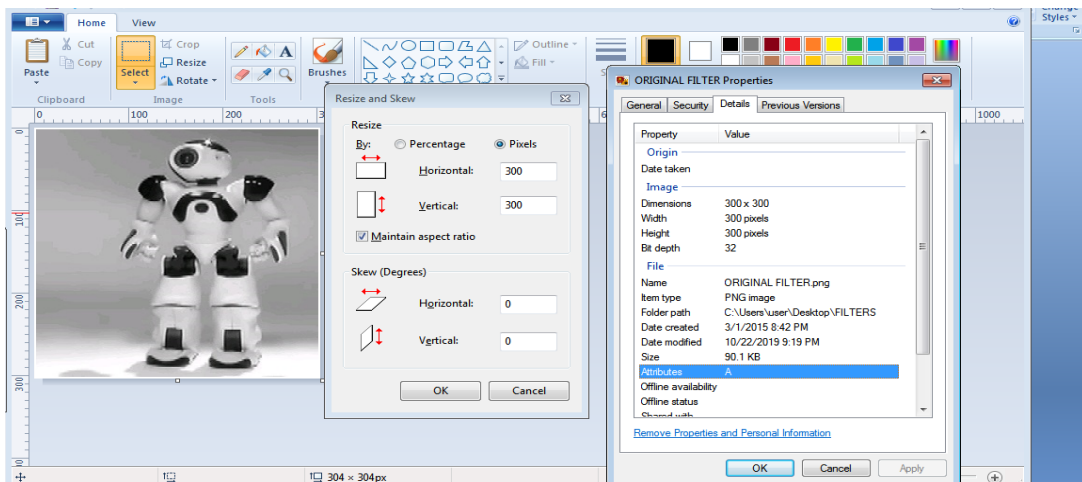 Change
Styles
Home
View
Cut
Copy
Paste
Clipboard
Select
Crop
Resize
Rotate
Image
A
Tools
Brushes
Outline
Fill
0
100
200
1000
100
200
300
304 × 304px
Resize and Skew
Resize
By:
Percentage
Pixels
Horizontal:
300
Vertical:
300
Maintain aspect ratio
Skew (Degrees)
Horizontal:
0
Vertical:
0
OK
Cancel
ORIGINAL FILTER Properties
General
Security
Details
Previous Versions
Property
Value
Origin
Date taken
Image
Dimensions
300 x 300
Width
300 pixels
Height
300 pixels
Bit depth
32
File
Name
ORIGINAL FILTER.png
Item type
PNG image
Folder path
C:\Users\user\Desktop\FILTERS
Date created
3/1/2015 8:42 PM
Date modified
10/22/2019 9:19 PM
Size
90.1 KB
Attributes
A
Offline availability
Offline status
Shared with
Remove Properties and Personal Information
OK
Cancel
Apply